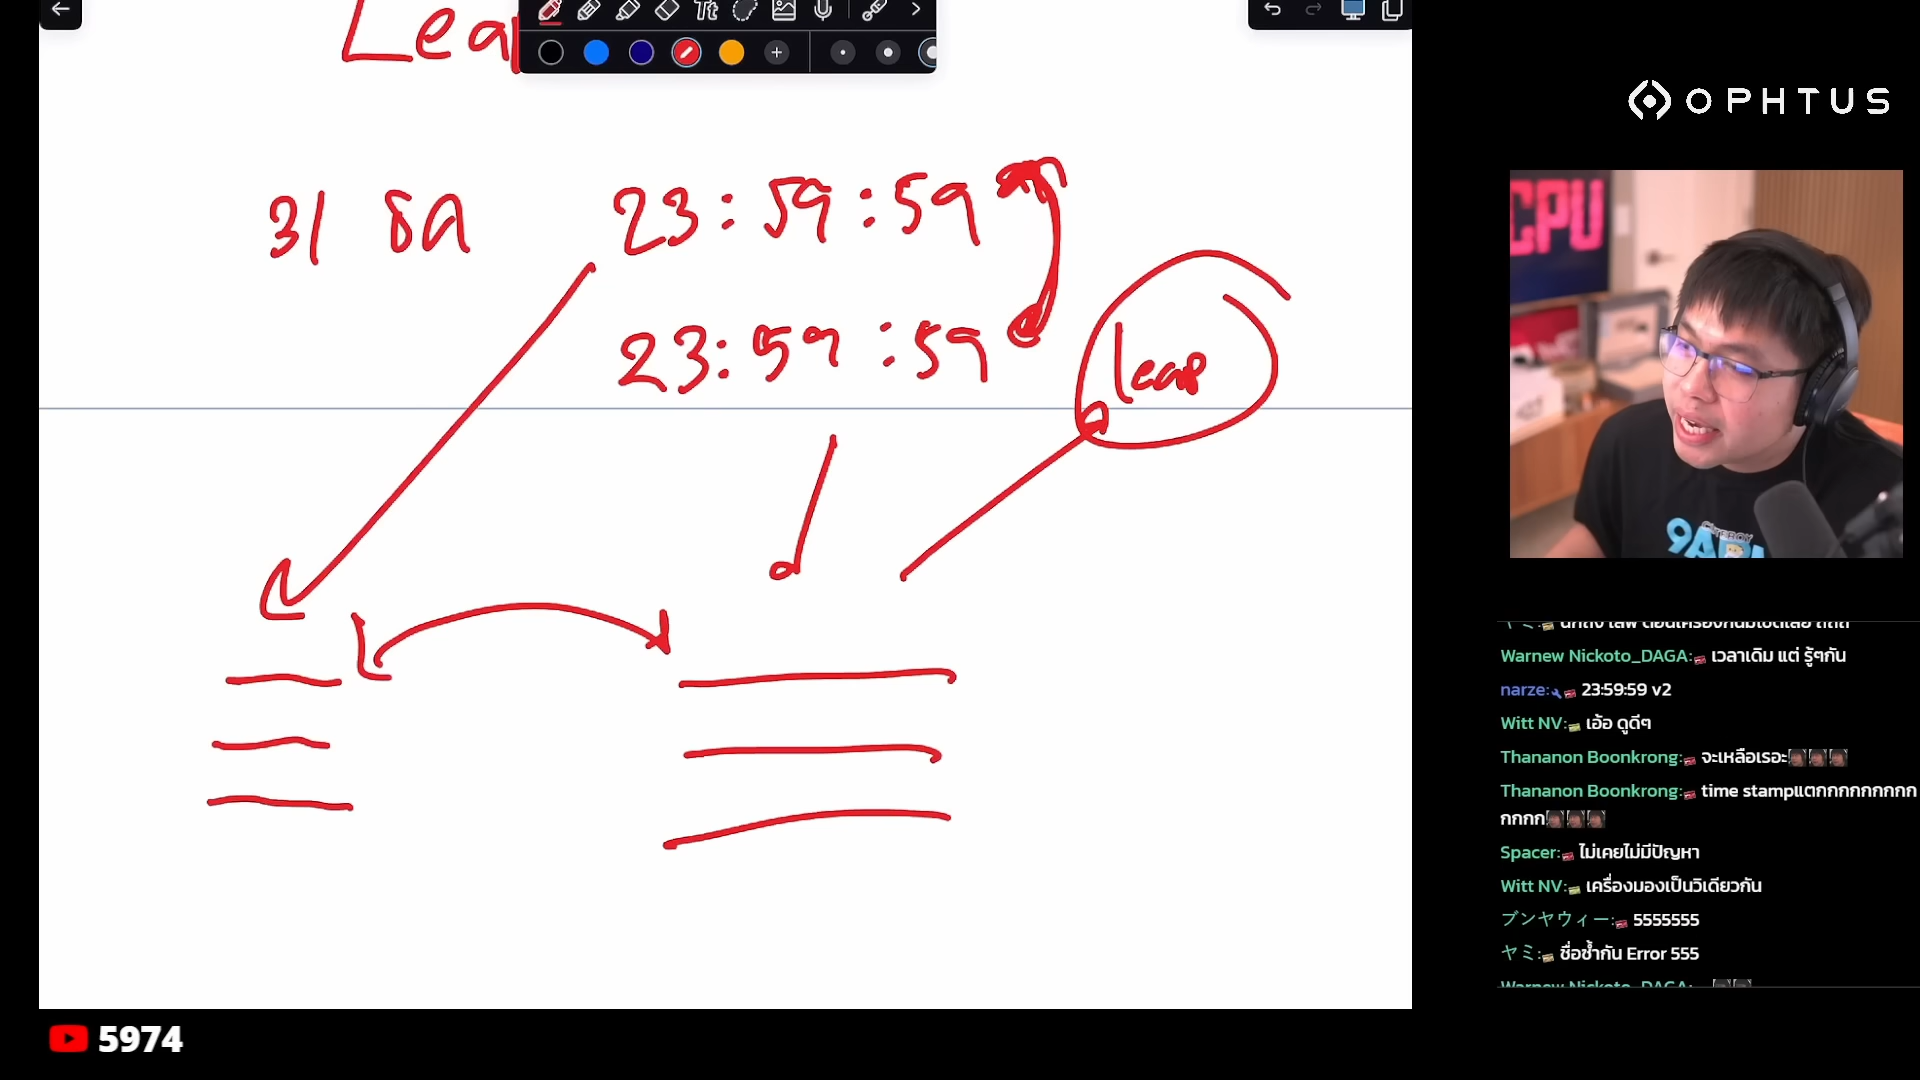 Lea
Tt
OPHTUS
CPU
31 ธค 23:59:59
23:59:59 leap
9AR
Warnew Nickoto_DAGA: เวลาเดิม แต่ รู้ๆกัน
narze: 23:59:59 v2
Witt NV: เอ้อ ดูดีๆ
Thananon Boonkrong: จะเหลือเรอะ
Thananon Boonkrong: time stampแตกกกกกกกกก
กกกก
Spacer: ไม่เคยไม่มีปัญหา
Witt NV: เครื่องมองเป็นวิเดียวกัน
ブンヤウィー: 5555555
ヤミ: ชื่อซ้ำกัน Error 555
Warnew Nickoto_DAGA:
5974